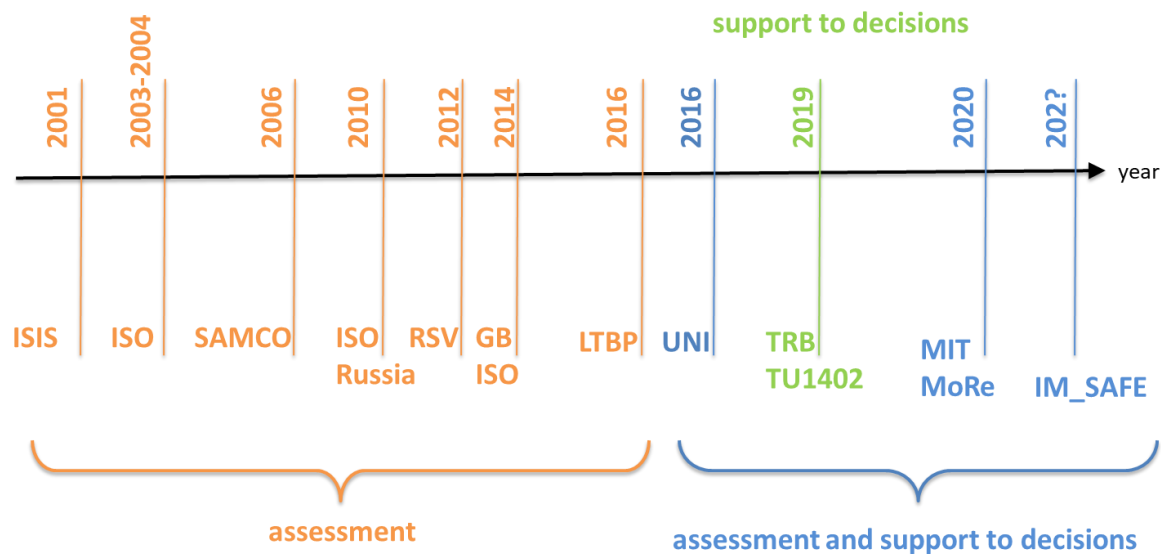 support to decisions
2001
2003-2004
2006
2010
2012
2014
2016
2016
2019
2020
202?
year
ISIS
ISO
SAMCO
ISO
Russia
RSV
GB
ISO
LTBP
UNI
TRB
TU1402
MIT
MoRe
IM_SAFE
assessment
assessment and support to decisions